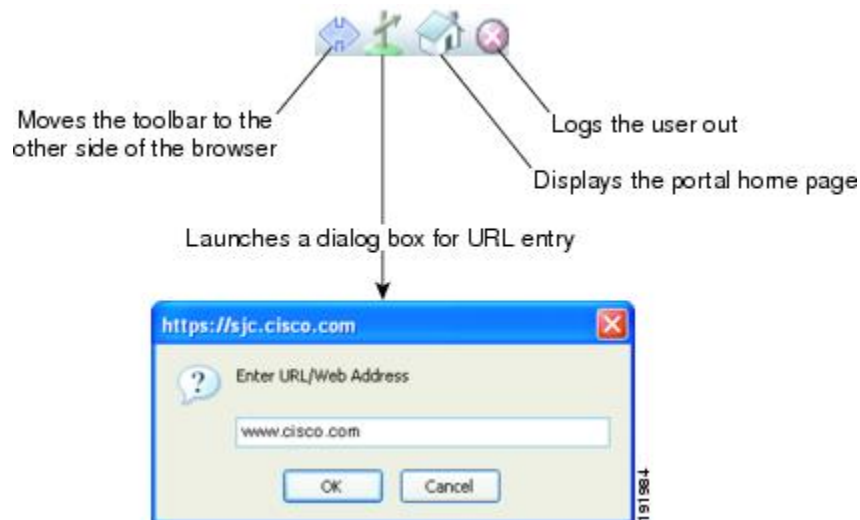 Moves the toolbar to the
other side of the browser
Logs the user out
Displays the portal home page
Launches a dialog box for URL entry
https://sjc.cisco.com
?
Enter URL/Web Address
www.cisco.com
OK
Cancel
191984